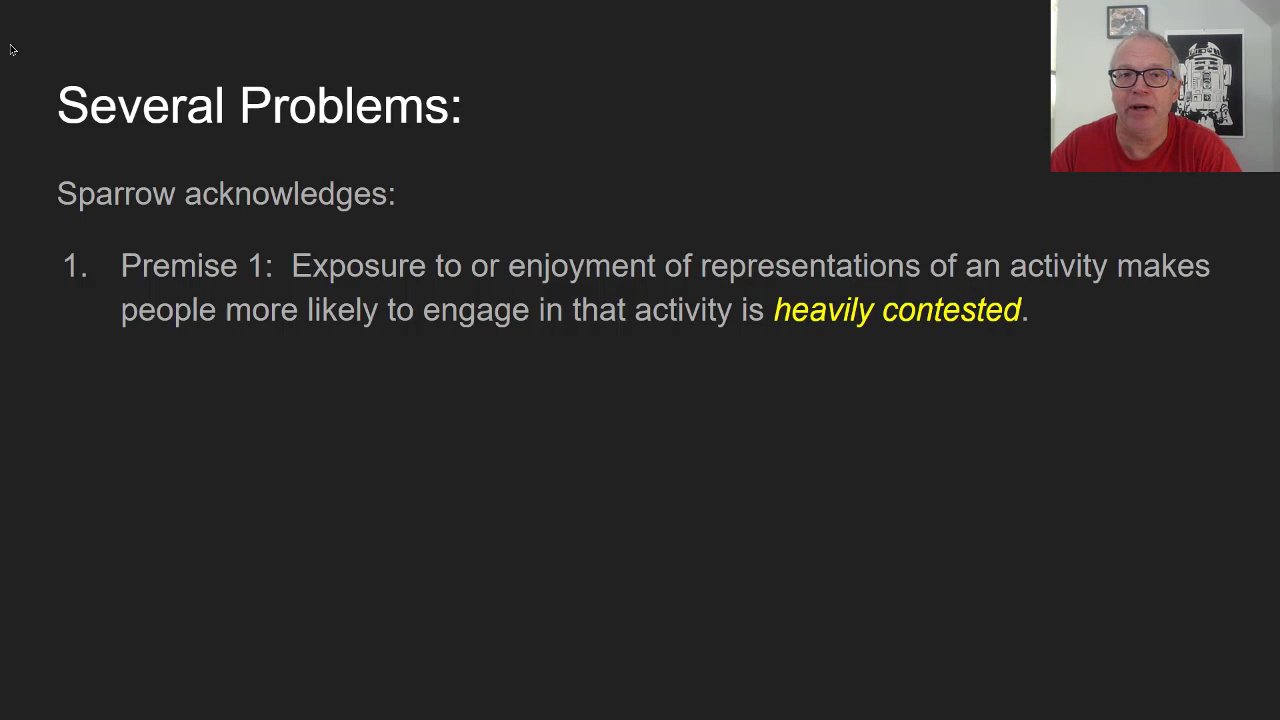 Several Problems:
Sparrow acknowledges:
1. Premise 1:  Exposure to or enjoyment of representations of an activity makes
people more likely to engage in that activity is heavily contested.